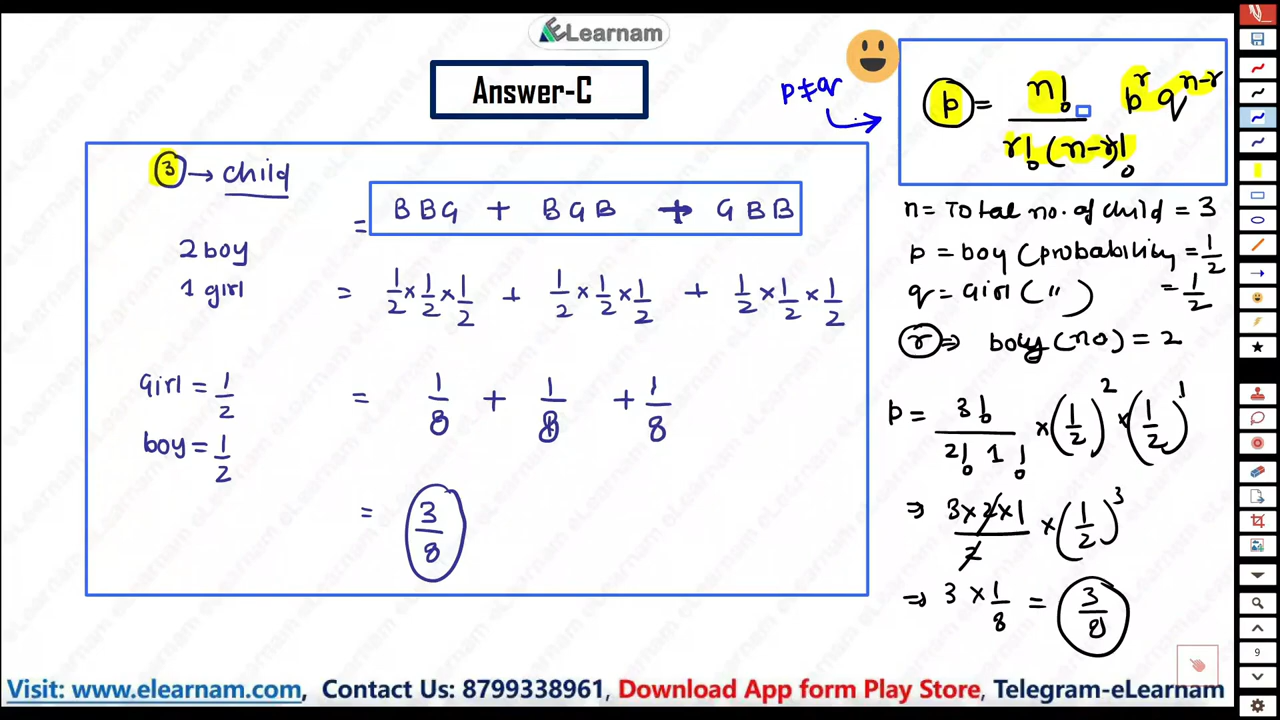 ELearnam
Answer-C
p≠q
p = n! / r!(n-r)! p^r q^(n-r)
3 → child
2 boy
1 girl
= BBG + BGB + GBB
= 1/2 × 1/2 × 1/2 + 1/2 × 1/2 × 1/2 + 1/2 × 1/2 × 1/2
Girl = 1/2
boy = 1/2
= 1/8 + 1/8 + 1/8
= 3/8
n = Total no. of child = 3
p = boy (probability = 1/2
q = Girl ( " ) = 1/2
r ⇒ boy (no) = 2
p = 3! / 2! 1! × (1/2)^2 × (1/2)^1
⇒ 3×2×1 / 2 × (1/2)^3
⇒ 3 × 1/8 = 3/8
9
Visit: www.elearnam.com, Contact Us: 8799338961, Download App form Play Store, Telegram-eLearnam